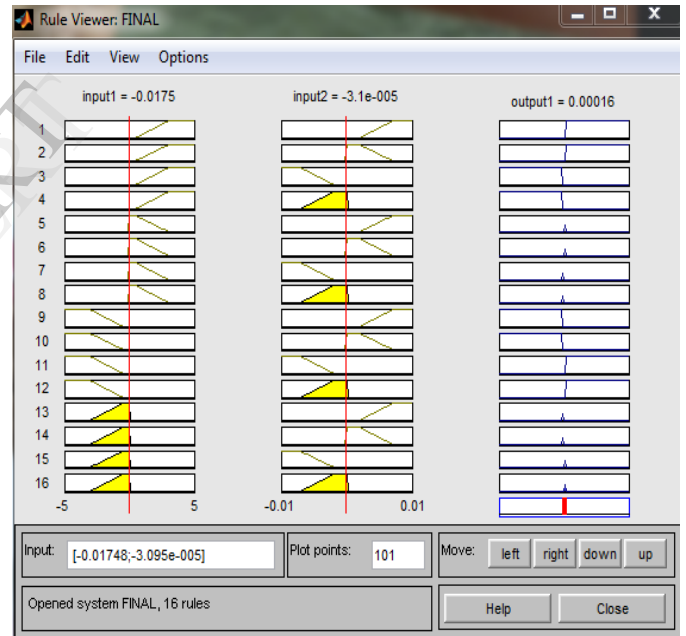 Rule Viewer: FINAL
File Edit View Options
input1 = -0.0175 input2 = -3.1e-005 output1 = 0.00016
1
2
3
4
5
6
7
8
9
10
11
12
13
14
15
16
-5 5 -0.01 0.01
Input: [-0.01748;-3.095e-005] Plot points: 101 Move: left right down up
Opened system FINAL, 16 rules Help Close